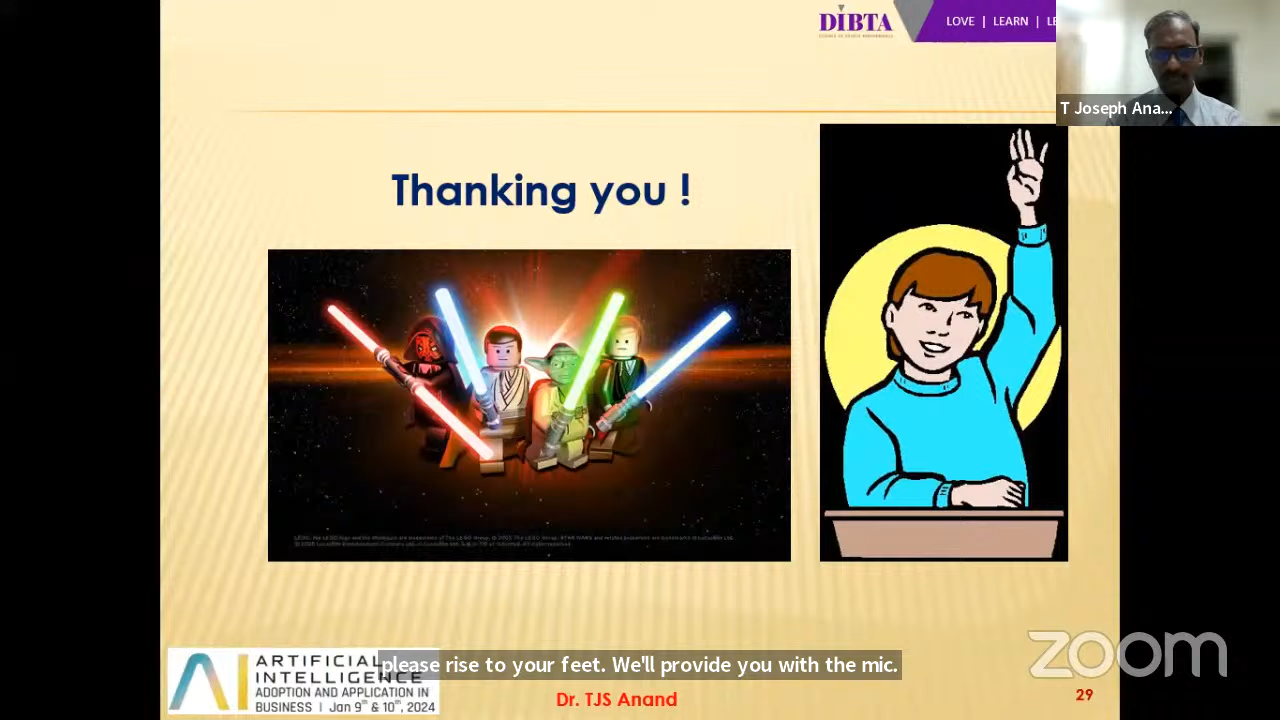 DIBTA
LOVE | LEARN | LE
T Joseph Ana...
Thanking you !
ARTIFICIAL
INTELLIGENCE
ADOPTION AND APPLICATION IN
BUSINESS | Jan 9th & 10th, 2024
please rise to your feet. We'll provide you with the mic.
Dr. TJS Anand
zoom
29